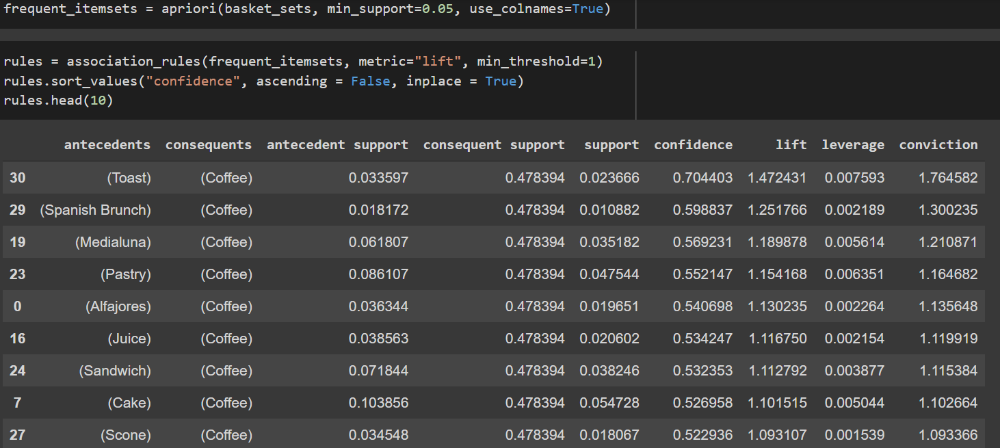 frequent_itemsets = apriori(basket_sets, min_support=0.05, use_colnames=True)
rules = association_rules(frequent_itemsets, metric="lift", min_threshold=1)
rules.sort_values("confidence", ascending = False, inplace = True)
rules.head(10)
antecedents consequents antecedent support consequent support support confidence lift leverage conviction
30 (Toast) (Coffee) 0.033597 0.478394 0.023666 0.704403 1.472431 0.007593 1.764582
29 (Spanish Brunch) (Coffee) 0.018172 0.478394 0.010882 0.598837 1.251766 0.002189 1.300235
19 (Medialuna) (Coffee) 0.061807 0.478394 0.035182 0.569231 1.189878 0.005614 1.210871
23 (Pastry) (Coffee) 0.086107 0.478394 0.047544 0.552147 1.154168 0.006351 1.164682
0 (Alfajores) (Coffee) 0.036344 0.478394 0.019651 0.540698 1.130235 0.002264 1.135648
16 (Juice) (Coffee) 0.038563 0.478394 0.020602 0.534247 1.116750 0.002154 1.119919
24 (Sandwich) (Coffee) 0.071844 0.478394 0.038246 0.532353 1.112792 0.003877 1.115384
7 (Cake) (Coffee) 0.103856 0.478394 0.054728 0.526958 1.101515 0.005044 1.102664
27 (Scone) (Coffee) 0.034548 0.478394 0.018067 0.522936 1.093107 0.001539 1.093366